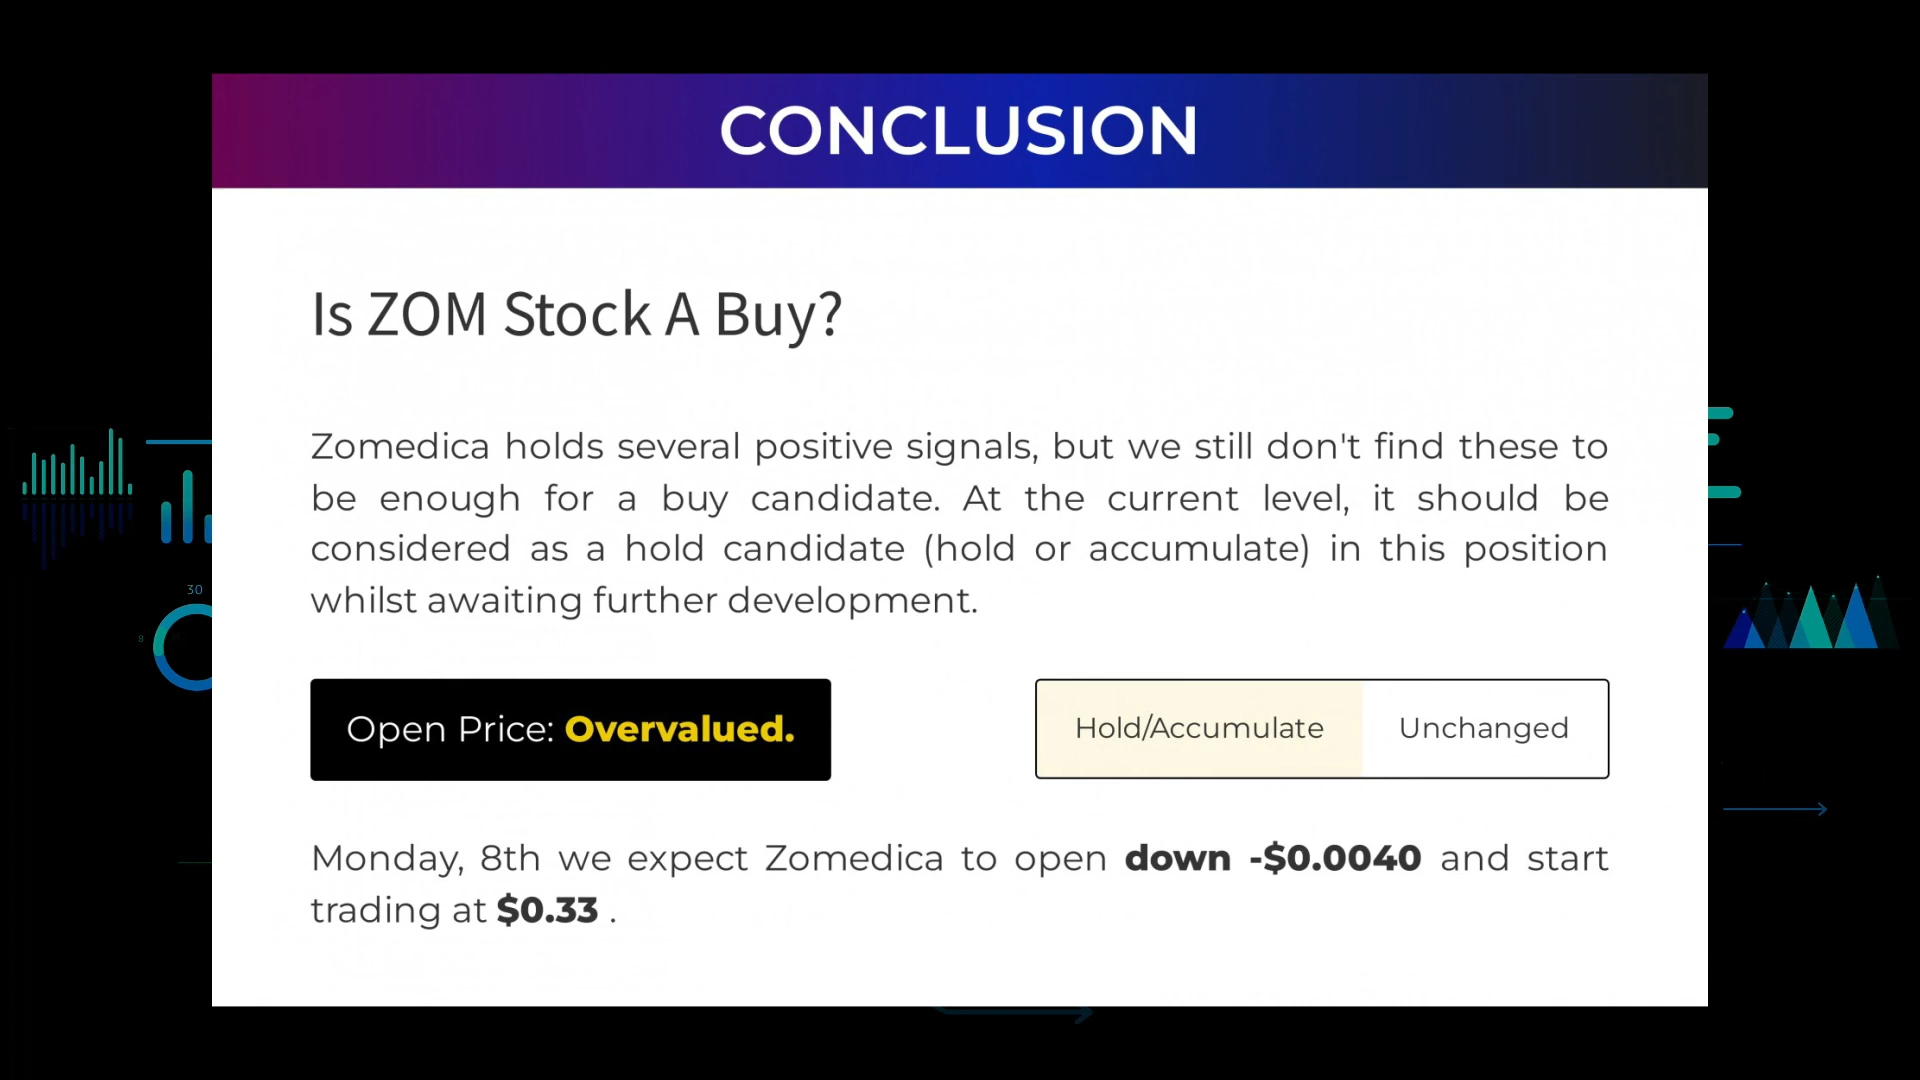 CONCLUSION
Is ZOM Stock A Buy?
Zomedica holds several positive signals, but we still don't find these to
be enough for a buy candidate. At the current level, it should be
considered as a hold candidate (hold or accumulate) in this position
whilst awaiting further development.
30
8
Open Price: Overvalued.
Hold/Accumulate Unchanged
Monday, 8th we expect Zomedica to open down -$0.0040 and start
trading at $0.33 .